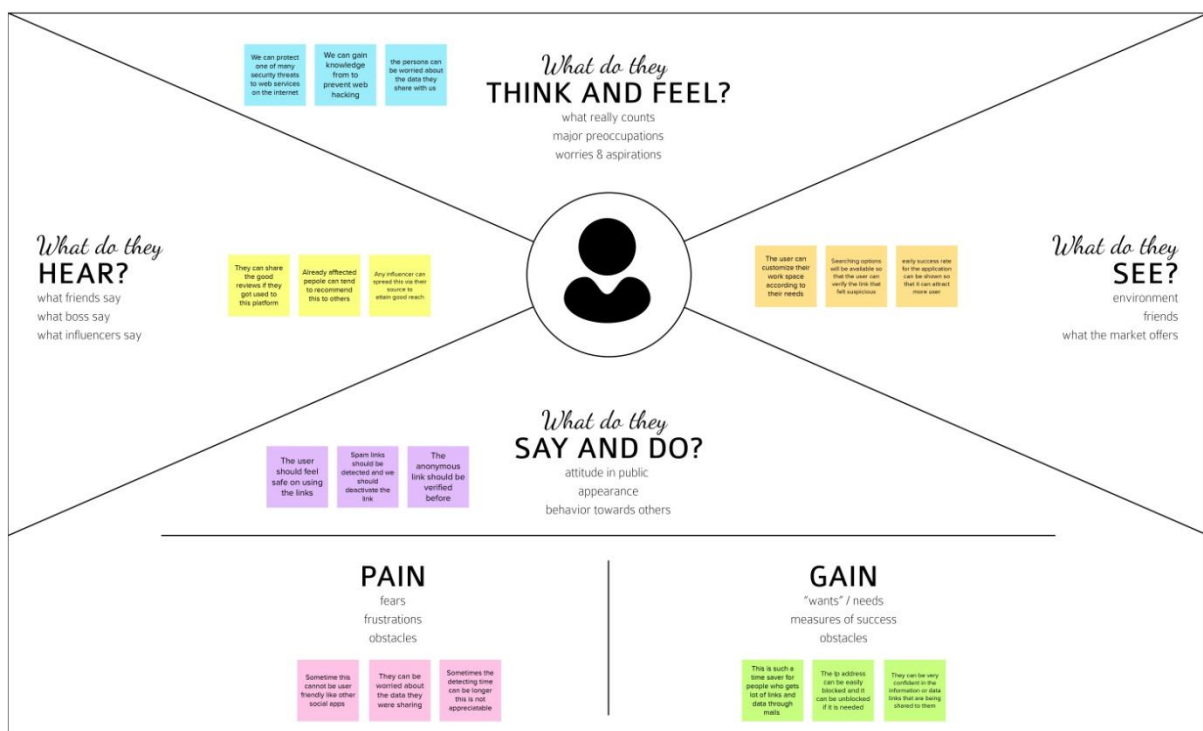 We can protect
one of many
security threats
to web services
on the internet
We can gain
knowledge
from to
prevent web
hacking
the persona can
be worried about
the data they
share with us
What do they
THINK AND FEEL?
what really counts
major preoccupations
worries & aspirations
What do they
HEAR?
what friends say
what boss say
what influencers say
They can share
the good
reviews if they
got used to
this platform
Already affected
pepole can tend
to recommend
this to others
Any influencer can
spread this via their
source to
attain good reach
The user can
customize their
work space
according to
their needs
Searching options
will be available so
that the user can
verify the link that
felt suspicious
early success rate
for the application
can be shown so
that it can attract
more user
What do they
SEE?
environment
friends
what the market offers
What do they
SAY AND DO?
attitude in public
appearance
behavior towards others
The user
should feel
safe on using
the links
Spam links
should be
detected and we
should
deactivate the
link
The
anonymous
link should be
verified
before
PAIN
fears
frustrations
obstacles
Sometime this
cannot be user
friendly like other
social apps
They can be
worried about
the data they
were sharing
Sometimes the
detecting time
can be longer
this is not
appreciatable
GAIN
"wants" / needs
measures of success
obstacles
This is such a
time saver for
people who gets
lot of links and
data through
mails
The Ip address
can be easily
blocked and it
can be unblocked
if it is needed
They can be very
confident in the
information or data
links that are being
shared to them